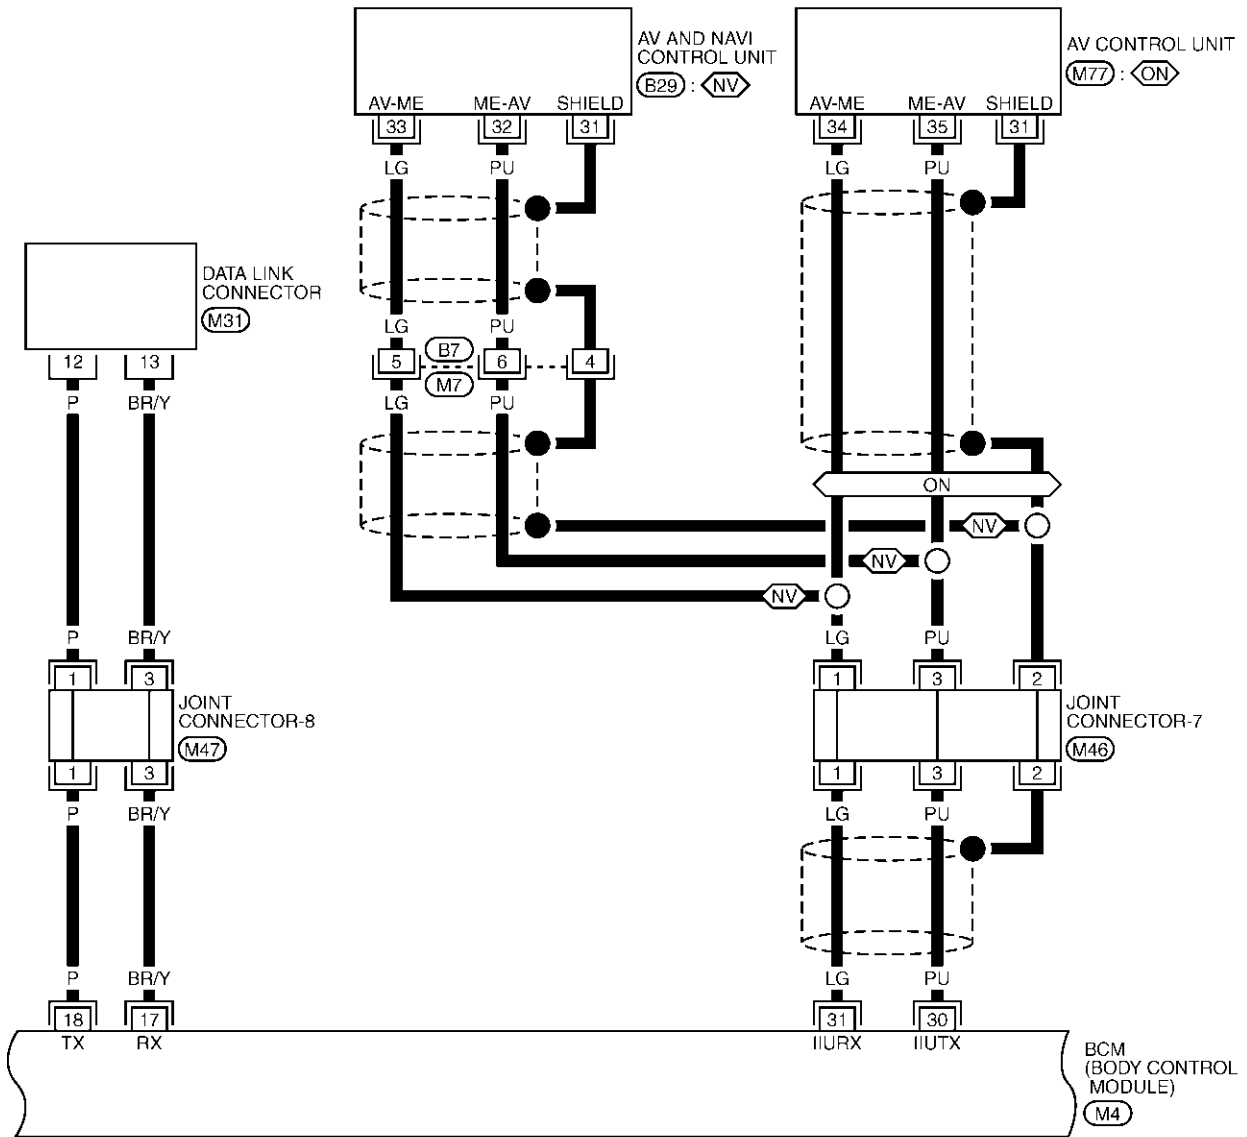 AV AND NAVI
CONTROL UNIT
B29 : NV
AV CONTROL UNIT
M77 : ON
AV-ME ME-AV SHIELD
AV-ME ME-AV SHIELD
33 32 31
34 35 31
LG PU
LG PU
DATA LINK
CONNECTOR
M31
LG PU
12 13
5 B7 6 4
M7
P BR/Y
LG PU
ON
NV
NV
NV
P BR/Y
LG PU
1 3
1 3 2
JOINT
CONNECTOR-8
M47
JOINT
CONNECTOR-7
M46
1 3
1 3 2
P BR/Y
LG PU
P BR/Y
LG PU
18 17
31 30
TX RX
IIURX IIUTX
BCM
(BODY CONTROL
MODULE)
M4